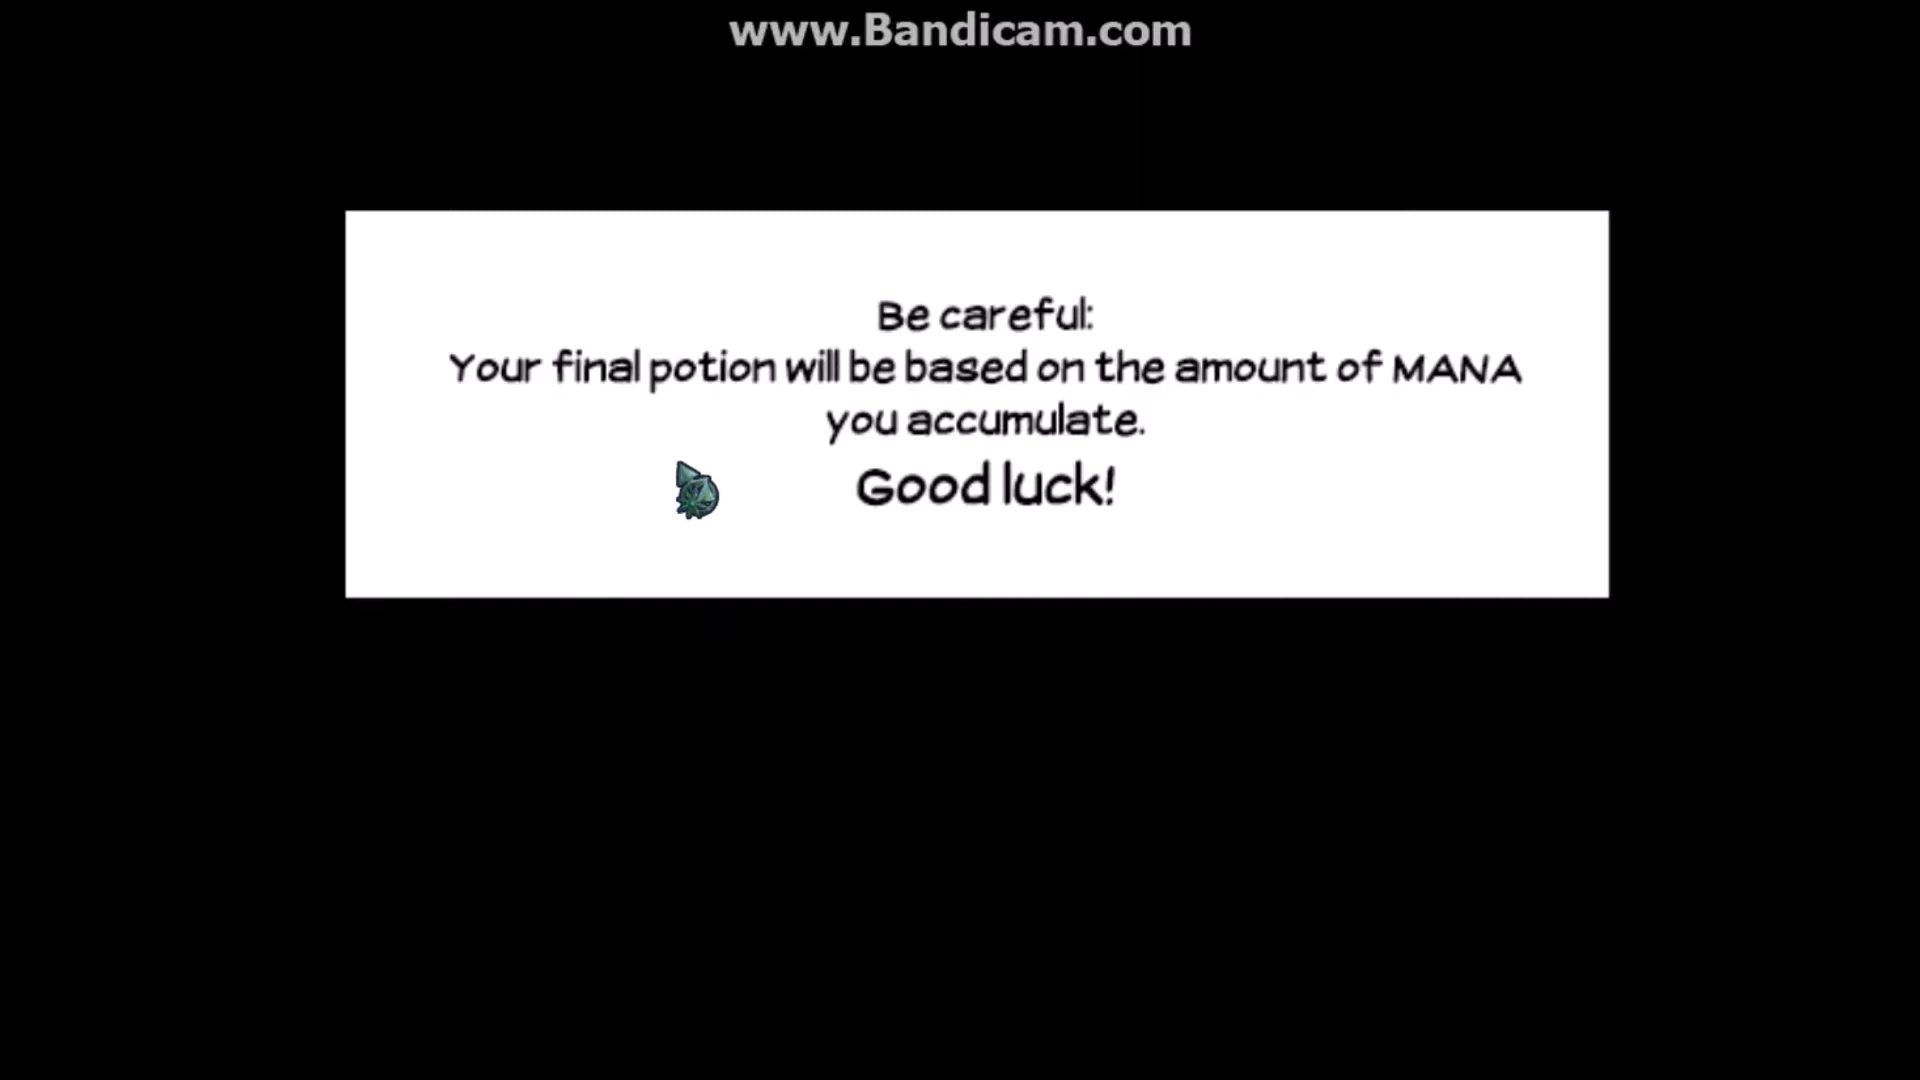 www.Bandicam.com
Be careful:
Your final potion will be based on the amount of MANA
you accumulate.
Good luck!